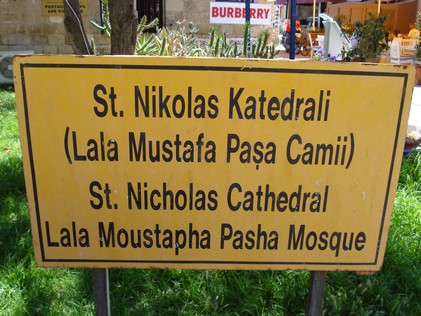 BURBERRY
St. Nikolas Katedrali
(Lala Mustafa Paşa Camii)
St. Nicholas Cathedral
Lala Moustapha Pasha Mosque